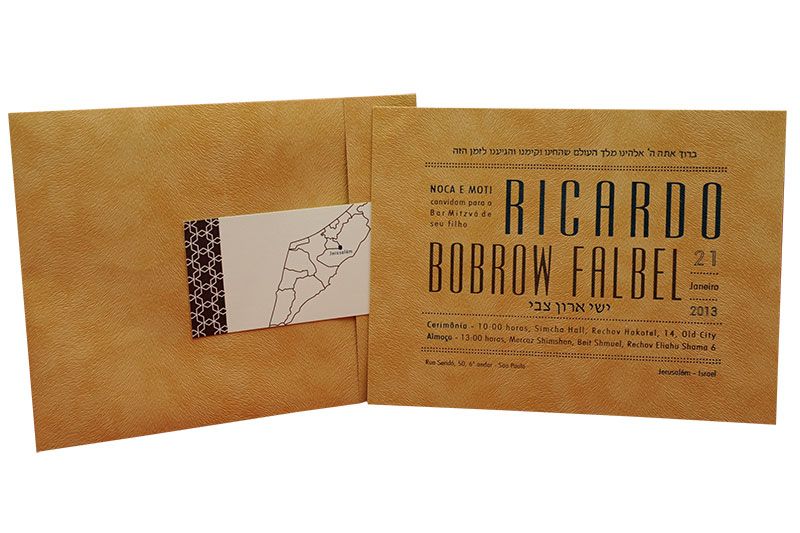 ברוך אתה ה' אלהינו מלך העולם שהחינו וקימנו והגיענו לזמן הזה
NOCA E MOTI
convidam para o
Bar Mitzvá de
seu filho
RICARDO
BOBROW FALBEL
21
Janeiro
2013
ישי ארון צבי
Cerimônia - 10:00 horas, Simcha Hall, Rechov Hakotel, 14, Old City
Almoço - 13:00 horas, Mercaz Shimshon, Beit Shmuel, Rechov Eliahu Shama 6
Rua Sergipe, 50, 6º andar - São Paulo
Jerusalém - Israel
Jerusalém